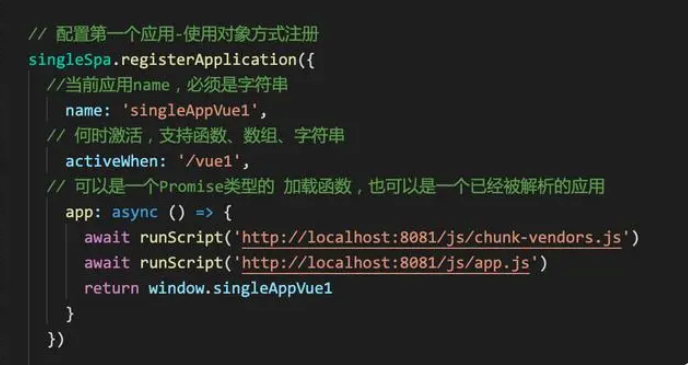 // 配置第一个应用-使用对象方式注册
singleSpa.registerApplication({
//当前应用name，必须是字符串
name: 'singleAppVue1',
// 何时激活，支持函数、数组、字符串
activeWhen: '/vue1',
// 可以是一个Promise类型的 加载函数，也可以是一个已经被解析的应用
app: async () => {
await runScript('http://localhost:8081/js/chunk-vendors.js')
await runScript('http://localhost:8081/js/app.js')
return window.singleAppVue1
}
})